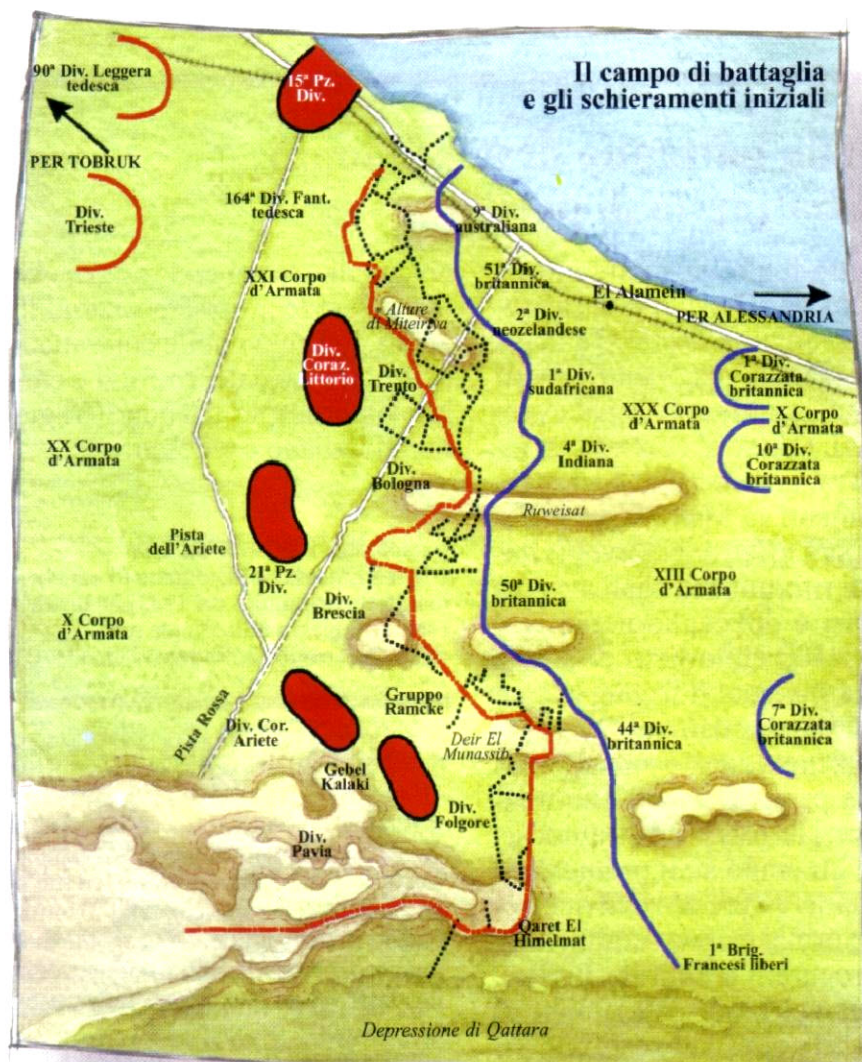 Il campo di battaglia
e gli schieramenti iniziali
90ª Div. Leggera
tedesca
15ª Pz.
Div.
PER TOBRUK
Div.
Trieste
164ª Div. Fant.
tedesca
9ª Div.
australiana
XXI Corpo
d'Armata
51ª Div.
britannica
El Alamein
PER ALESSANDRIA
Alture
di Miteiriya
2ª Div.
neozelandese
Div.
Coraz.
Littorio
Div.
Trento
1ª Div.
sudafricana
1ª Div.
Corazzata
britannica
XXX Corpo
d'Armata
X Corpo
d'Armata
XX Corpo
d'Armata
Div.
Bologna
4ª Div.
Indiana
10ª Div.
Corazzata
britannica
Ruweisat
Pista
dell'Ariete
21ª Pz.
Div.
50ª Div.
britannica
XIII Corpo
d'Armata
Div.
Brescia
X Corpo
d'Armata
Pista Rossa
Gruppo
Ramcke
Div. Cor.
Ariete
Deir El
Munassib
44ª Div.
britannica
7ª Div.
Corazzata
britannica
Gebel
Kalaki
Div.
Folgore
Div.
Pavia
Qaret El
Himelmat
1ª Brig.
Francesi liberi
Depressione di Qattara